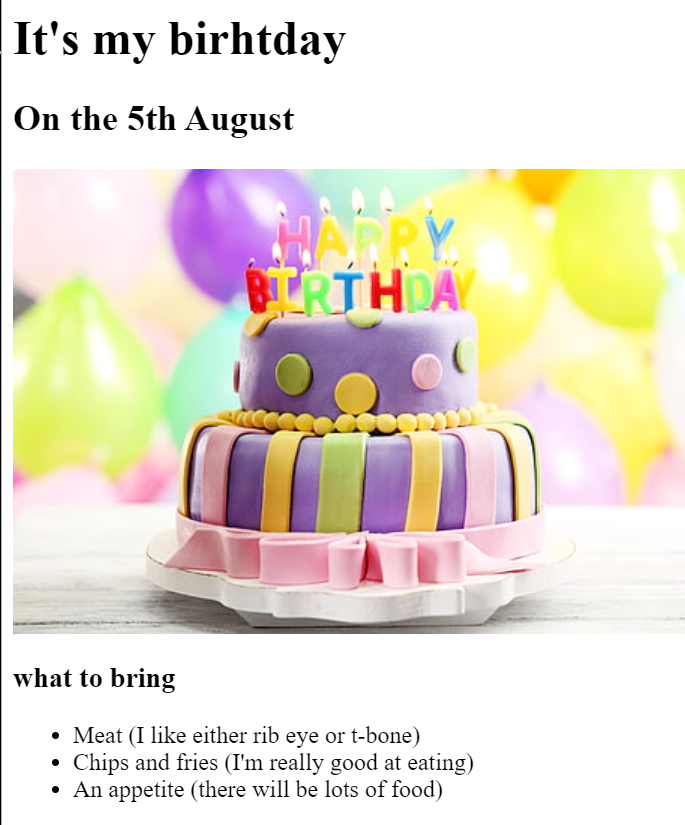 It's my birhtday
On the 5th August
HAPPY
BIRTHDAY
what to bring
Meat (I like either rib eye or t-bone)
Chips and fries (I'm really good at eating)
An appetite (there will be lots of food)